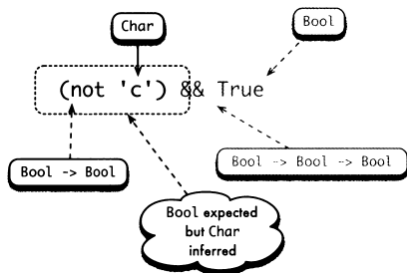 Char
Bool
(not 'c') && True
Bool -> Bool
Bool -> Bool -> Bool
Bool expected
but Char
inferred